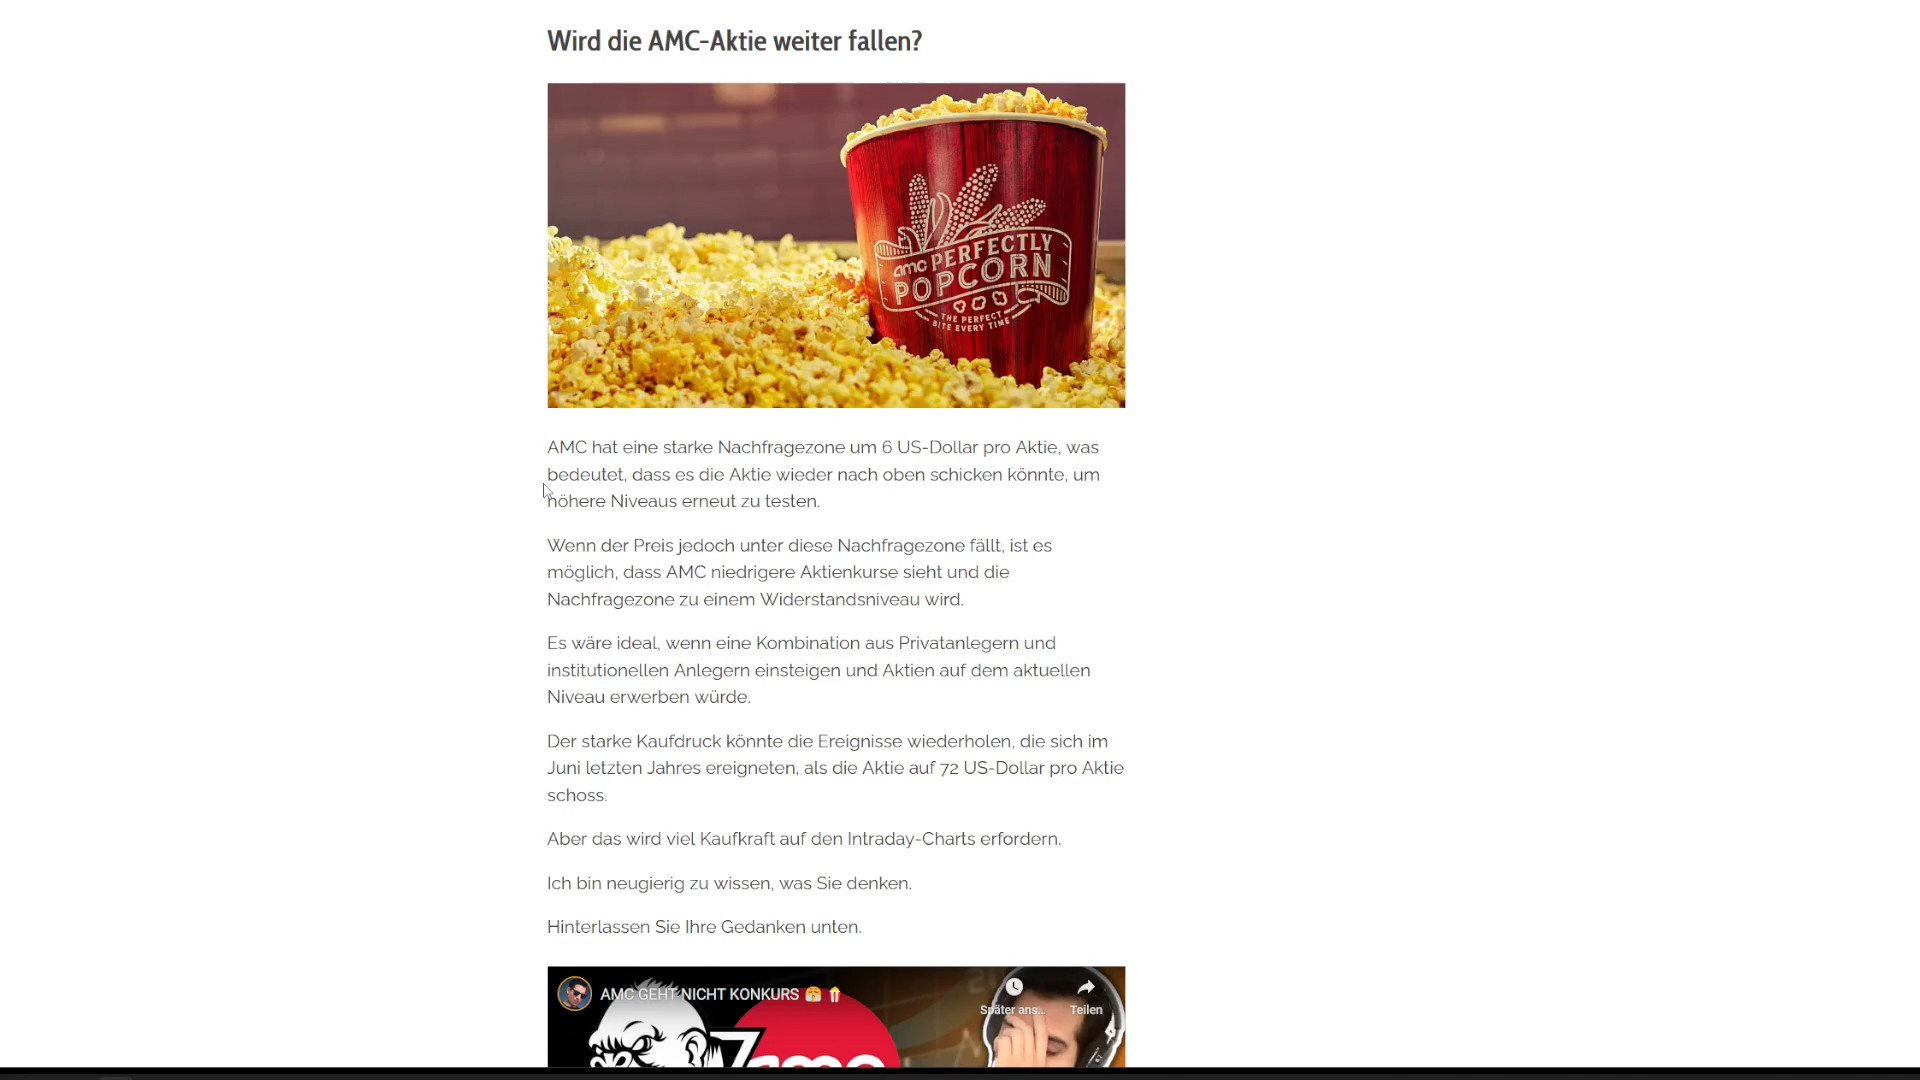 Wird die AMC-Aktie weiter fallen?
amc PERFECTLY
POPCORN
THE PERFECT
BITE EVERY TIME
AMC hat eine starke Nachfragezone um 6 US-Dollar pro Aktie, was
bedeutet, dass es die Aktie wieder nach oben schicken könnte, um
höhere Niveaus erneut zu testen.
Wenn der Preis jedoch unter diese Nachfragezone fällt, ist es
möglich, dass AMC niedrigere Aktienkurse sieht und die
Nachfragezone zu einem Widerstandsniveau wird.
Es wäre ideal, wenn eine Kombination aus Privatanlegern und
institutionellen Anlegern einsteigen und Aktien auf dem aktuellen
Niveau erwerben würde.
Der starke Kaufdruck könnte die Ereignisse wiederholen, die sich im
Juni letzten Jahres ereigneten, als die Aktie auf 72 US-Dollar pro Aktie
schoss.
Aber das wird viel Kaufkraft auf den Intraday-Charts erfordern.
Ich bin neugierig zu wissen, was Sie denken.
Hinterlassen Sie Ihre Gedanken unten.
AMC GEHT NICHT KONKURS
Später ans... Teilen
amc